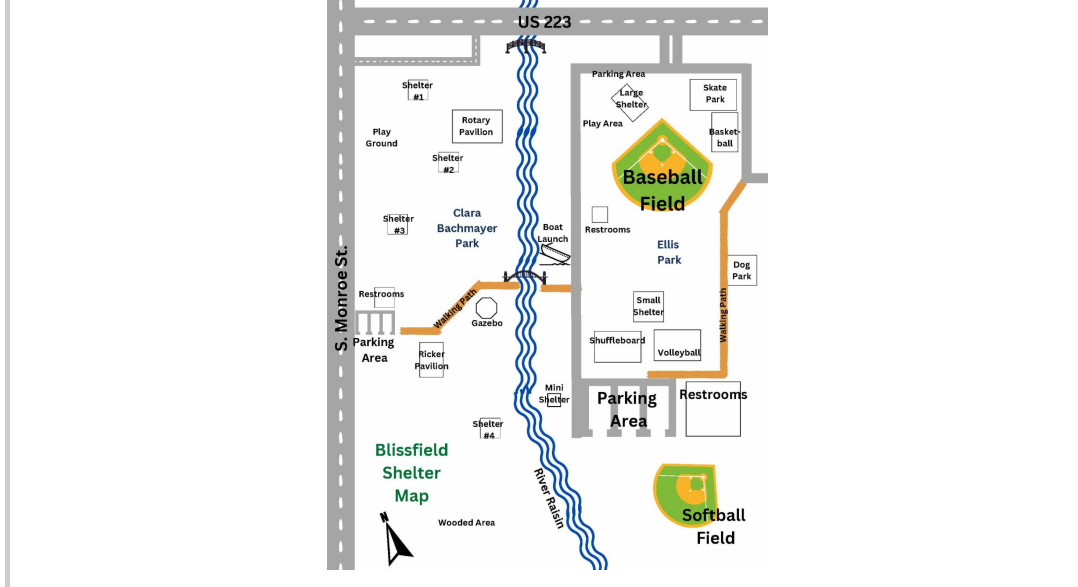 US 223
Parking Area
Shelter
#1
Large
Shelter
Skate
Park
Rotary
Pavilion
Play Area
Play
Ground
Basket-
ball
Shelter
#2
Baseball
Field
Shelter
#3
Clara
Bachmayer
Park
Boat
Launch
Restrooms
Ellis
Park
Dog
Park
S. Monroe St.
Restrooms
Walking Path
Gazebo
Small
Shelter
Walking Path
Parking
Area
Ricker
Pavilion
Shuffleboard
Volleyball
Mini
Shelter
Parking
Area
Restrooms
Shelter
#4
Blissfield
Shelter
Map
River Raisin
N
Wooded Area
Softball
Field